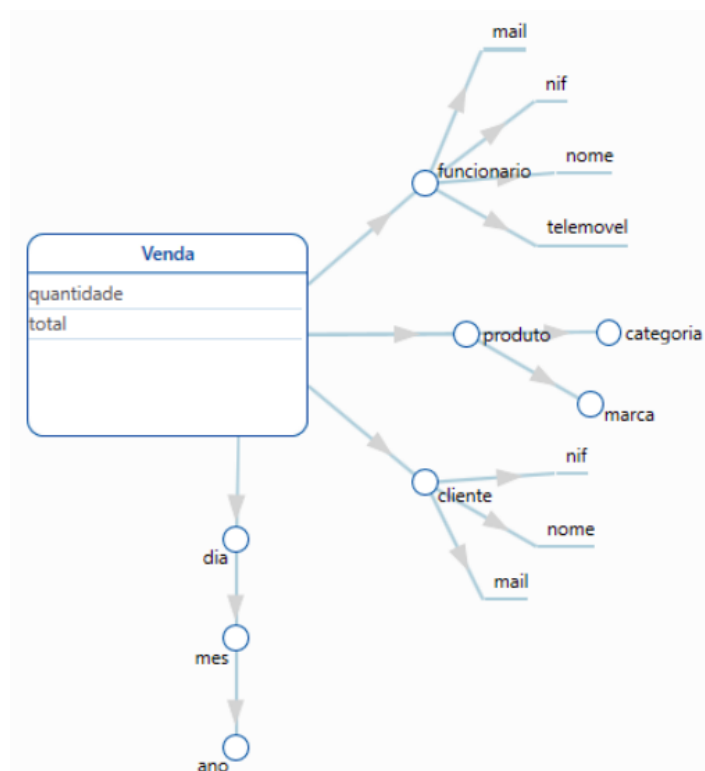 mail
nif
nome
funcionario
telemovel
Venda
quantidade
total
produto
categoria
marca
nif
cliente
nome
mail
dia
mes
ano